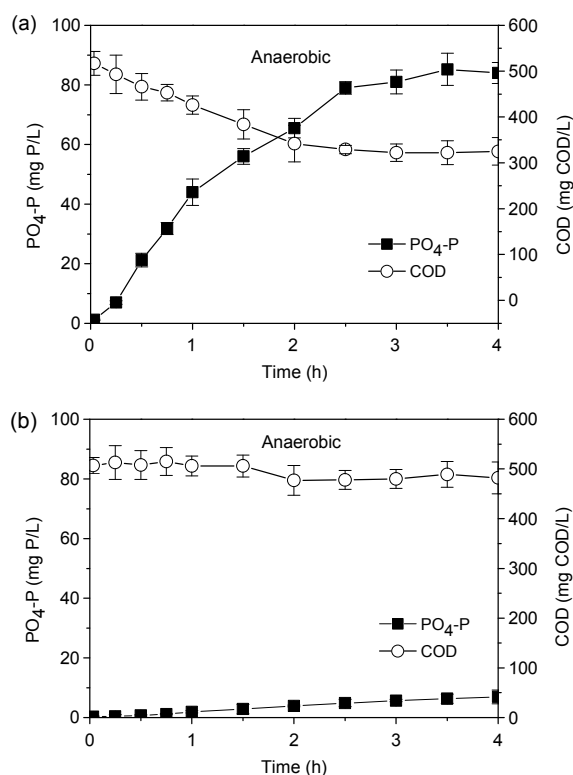 (a)
Anaerobic
PO4-P (mg P/L)
COD (mg COD/L)
100
80
60
40
20
0
600
500
400
300
200
100
0
PO4-P
COD
0 1 2 3 4
Time (h)
(b)
Anaerobic
PO4-P (mg P/L)
COD (mg COD/L)
100
80
60
40
20
0
600
500
400
300
200
100
0
PO4-P
COD
0 1 2 3 4
Time (h)